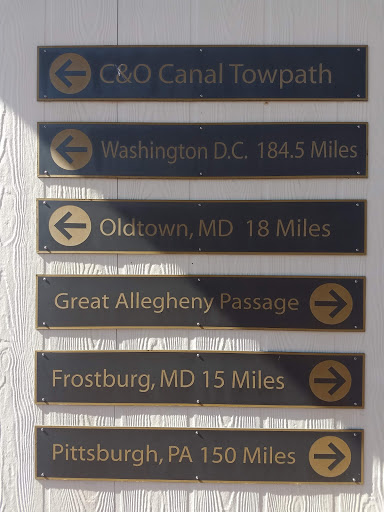 C&O Canal Towpath
Washington D.C. 184.5 Miles
Oldtown, MD 18 Miles
Great Allegheny Passage
Frostburg, MD 15 Miles
Pittsburgh, PA 150 Miles